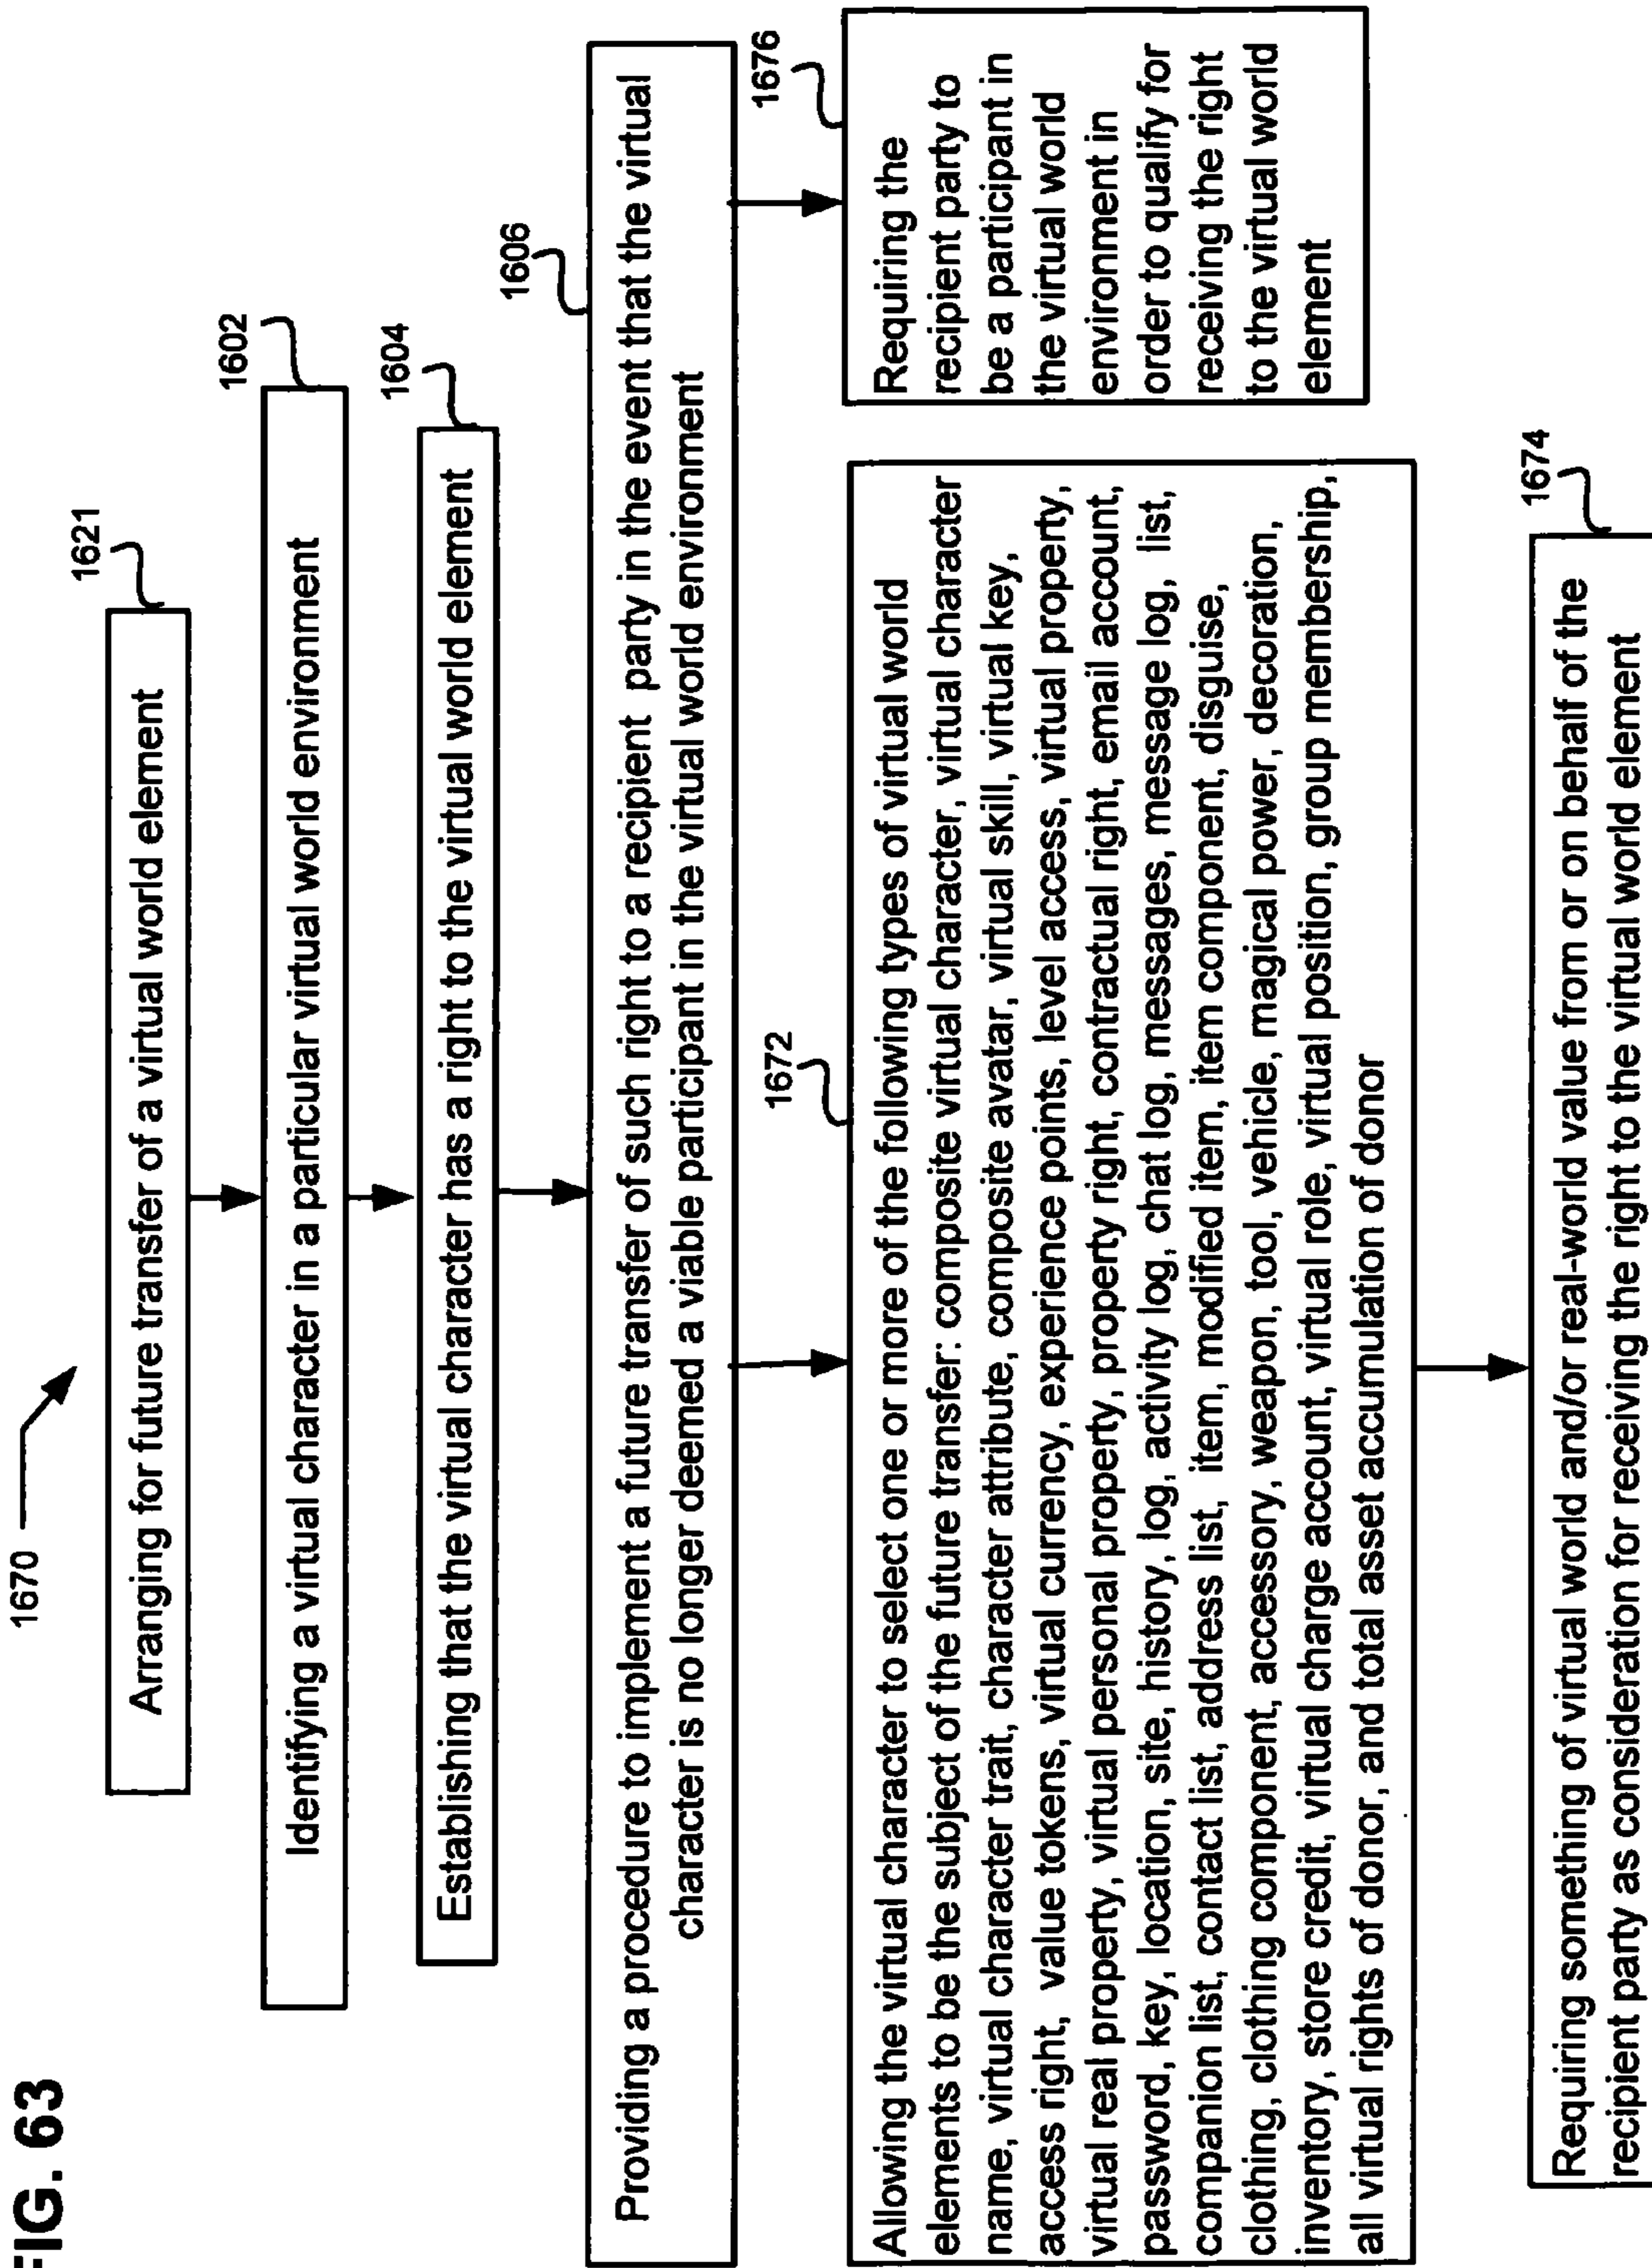 FIG. 63
1670
1621
Arranging for future transfer of a virtual world element
1602
Identifying a virtual character in a particular virtual world environment
1604
Establishing that the virtual character has a right to the virtual world element
1606
Providing a procedure to implement a future transfer of such right to a recipient party in the event that the virtual
character is no longer deemed a viable participant in the virtual world environment
1672
Allowing the virtual character to select one or more of the following types of virtual world
elements to be the subject of the future transfer: composite virtual character, virtual character
name, virtual character trait, character attribute, composite avatar, virtual skill, virtual key,
access right, value tokens, virtual currency, experience points, level access, virtual property,
virtual real property, virtual personal property, property right, contractual right, email account,
password, key, location, site, history, log, activity log, chat log, messages, message log, list,
companion list, contact list, address list, item, modified item, item component, disguise,
clothing, clothing component, accessory, weapon, tool, vehicle, magical power, decoration,
inventory, store credit, virtual charge account, virtual role, virtual position, group membership,
all virtual rights of donor, and total asset accumulation of donor
1676
Requiring the
recipient party to
be a participant in
the virtual world
environment in
order to qualify for
receiving the right
to the virtual world
element
1674
Requiring something of virtual world and/or real-world value from or on behalf of the
recipient party as consideration for receiving the right to the virtual world element